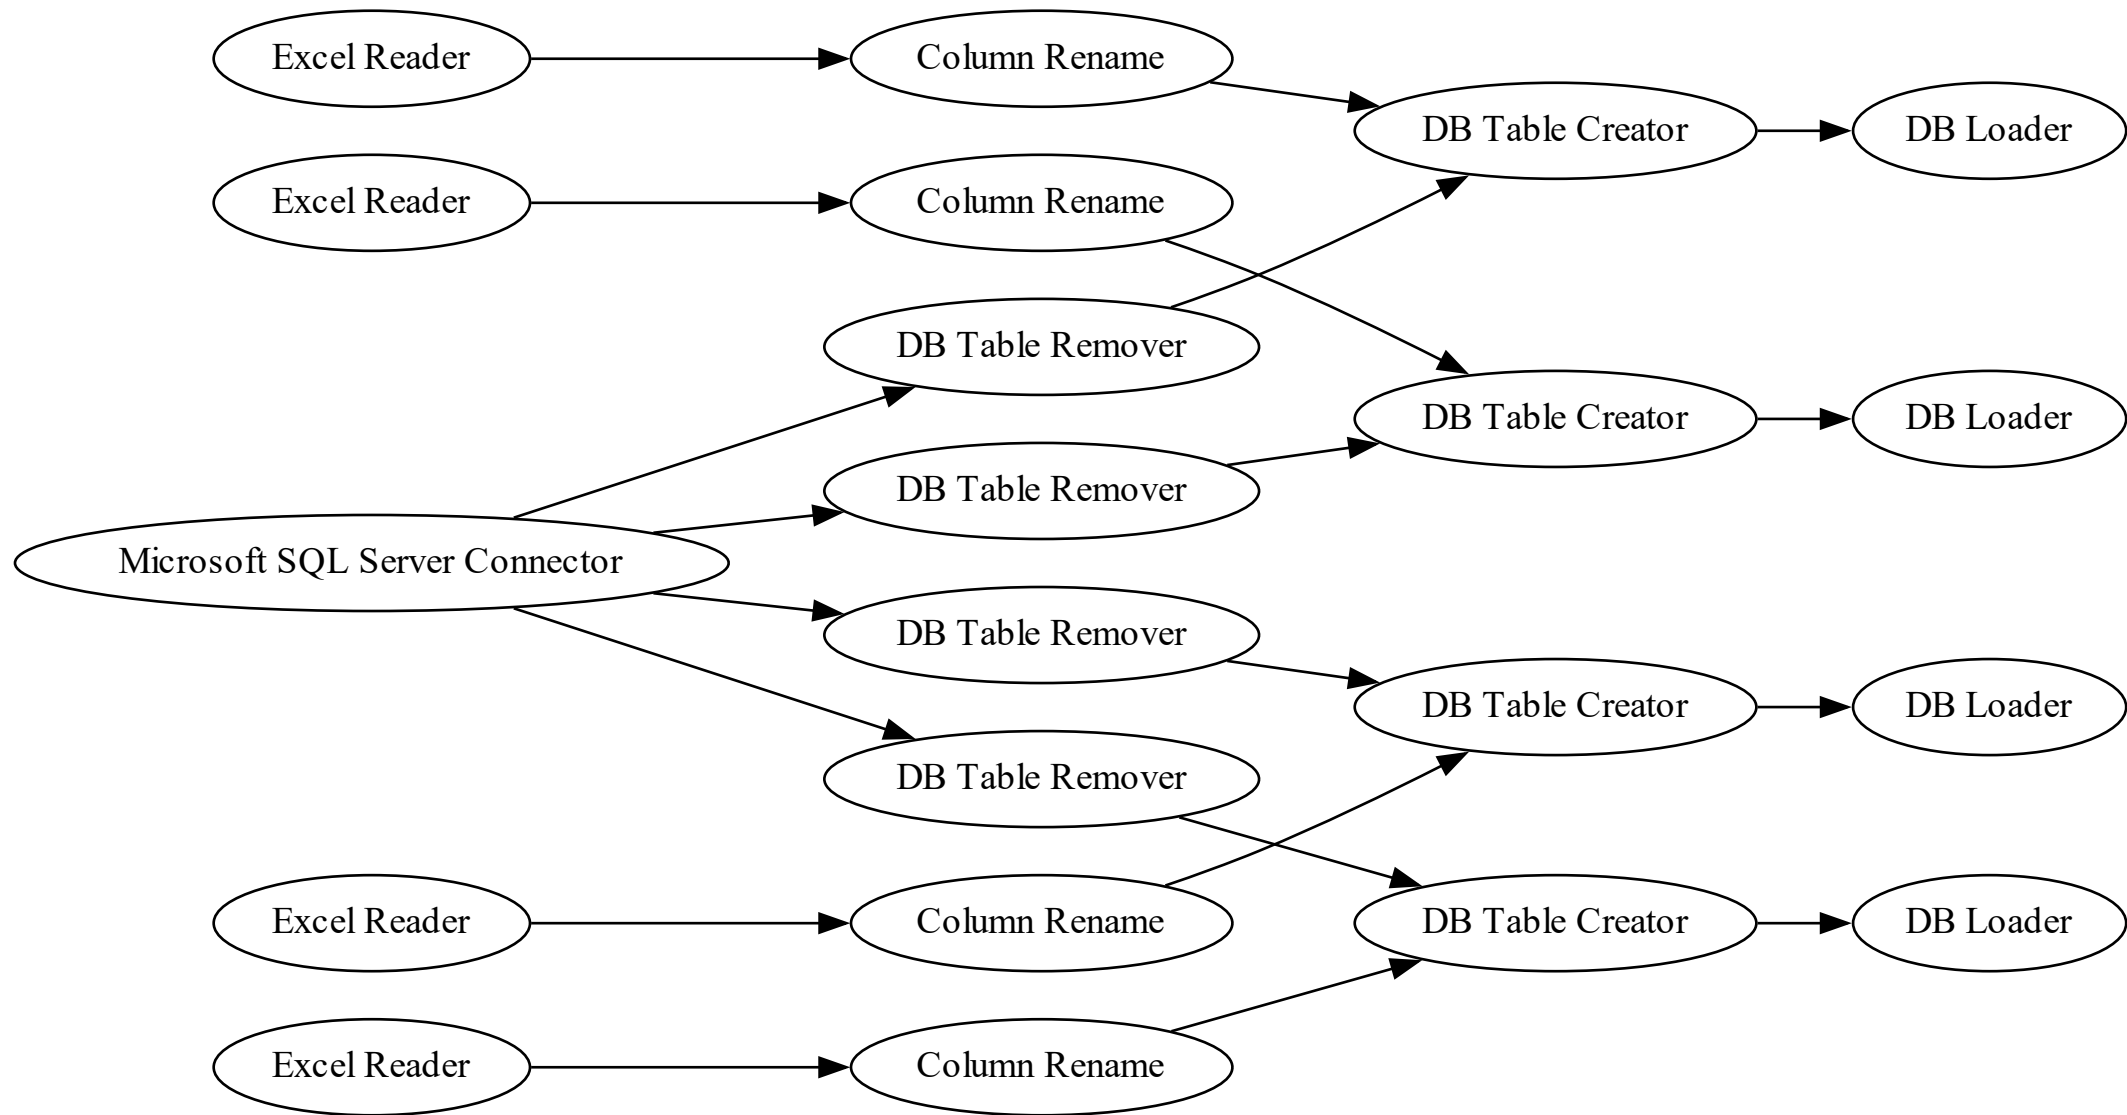 Excel Reader
Column Rename
DB Table Creator
DB Loader
Excel Reader
Column Rename
DB Table Remover
DB Table Creator
DB Loader
DB Table Remover
Microsoft SQL Server Connector
DB Table Remover
DB Table Creator
DB Loader
DB Table Remover
Excel Reader
Column Rename
DB Table Creator
DB Loader
Excel Reader
Column Rename